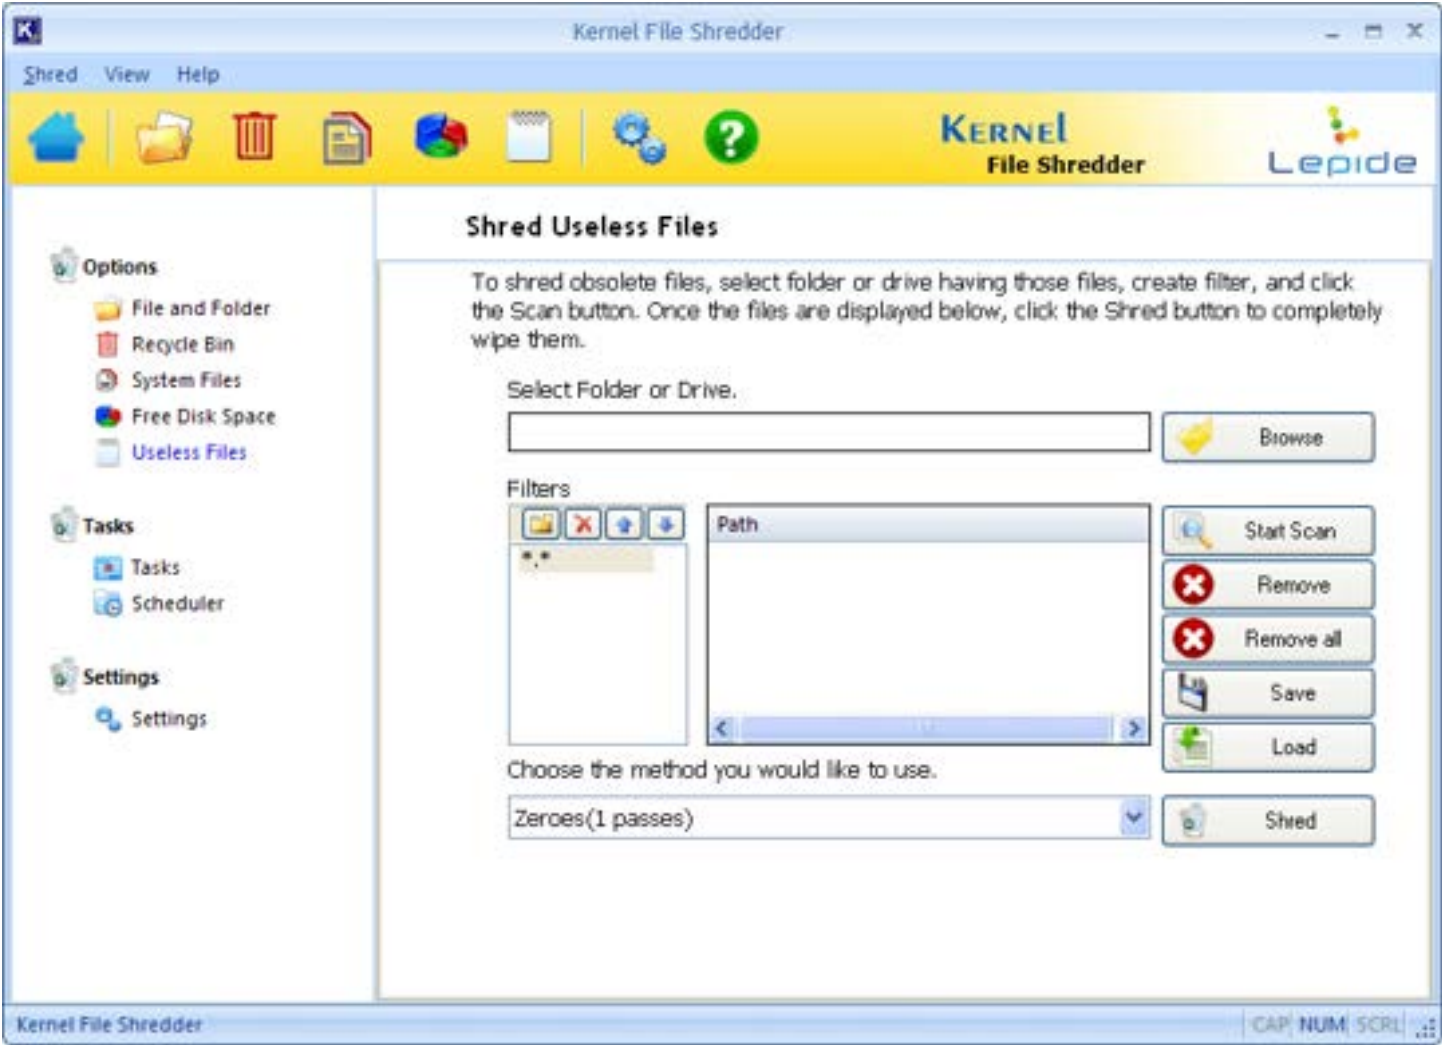 Kernel File Shredder
Shred View Help
KERNEl
File Shredder
Lepide
Options
File and Folder
Recycle Bin
System Files
Free Disk Space
Useless Files
Tasks
Tasks
Scheduler
Settings
Settings
Shred Useless Files
To shred obsolete files, select folder or drive having those files, create filter, and click
the Scan button. Once the files are displayed below, click the Shred button to completely
wipe them.
Select Folder or Drive.
Browse
Filters
*.*
Path
Start Scan
Remove
Remove all
Save
Load
Choose the method you would like to use.
Zeroes(1 passes)
Shred
Kernel File Shredder
CAP NUM SCRL